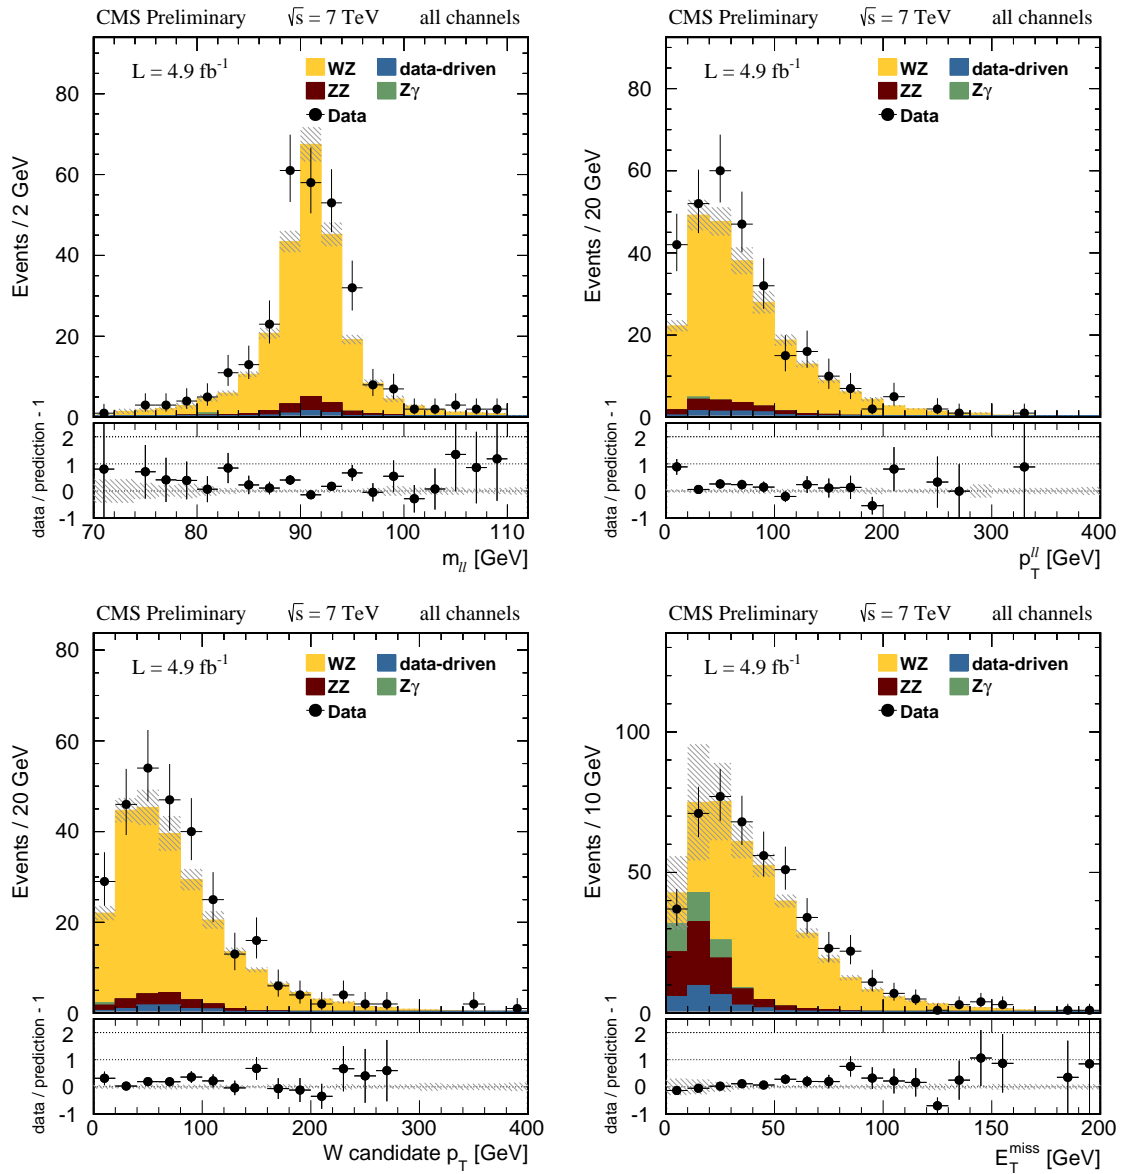 CMS Preliminary √s = 7 TeV all channels
L = 4.9 fb⁻¹
WZ data-driven
ZZ Zγ
Data
Events / 2 GeV
80
60
40
20
0
data / prediction - 1
2
1
0
-1
70 80 90 100 110
m_ll [GeV]
CMS Preliminary √s = 7 TeV all channels
L = 4.9 fb⁻¹
WZ data-driven
ZZ Zγ
Data
Events / 20 GeV
80
60
40
20
0
data / prediction - 1
2
1
0
-1
0 100 200 300 400
p_T^ll [GeV]
CMS Preliminary √s = 7 TeV all channels
L = 4.9 fb⁻¹
WZ data-driven
ZZ Zγ
Data
Events / 20 GeV
80
60
40
20
0
data / prediction - 1
2
1
0
-1
0 100 200 300 400
W candidate p_T [GeV]
CMS Preliminary √s = 7 TeV all channels
L = 4.9 fb⁻¹
WZ data-driven
ZZ Zγ
Data
Events / 10 GeV
100
50
0
data / prediction - 1
2
1
0
-1
0 50 100 150 200
E_T^miss [GeV]